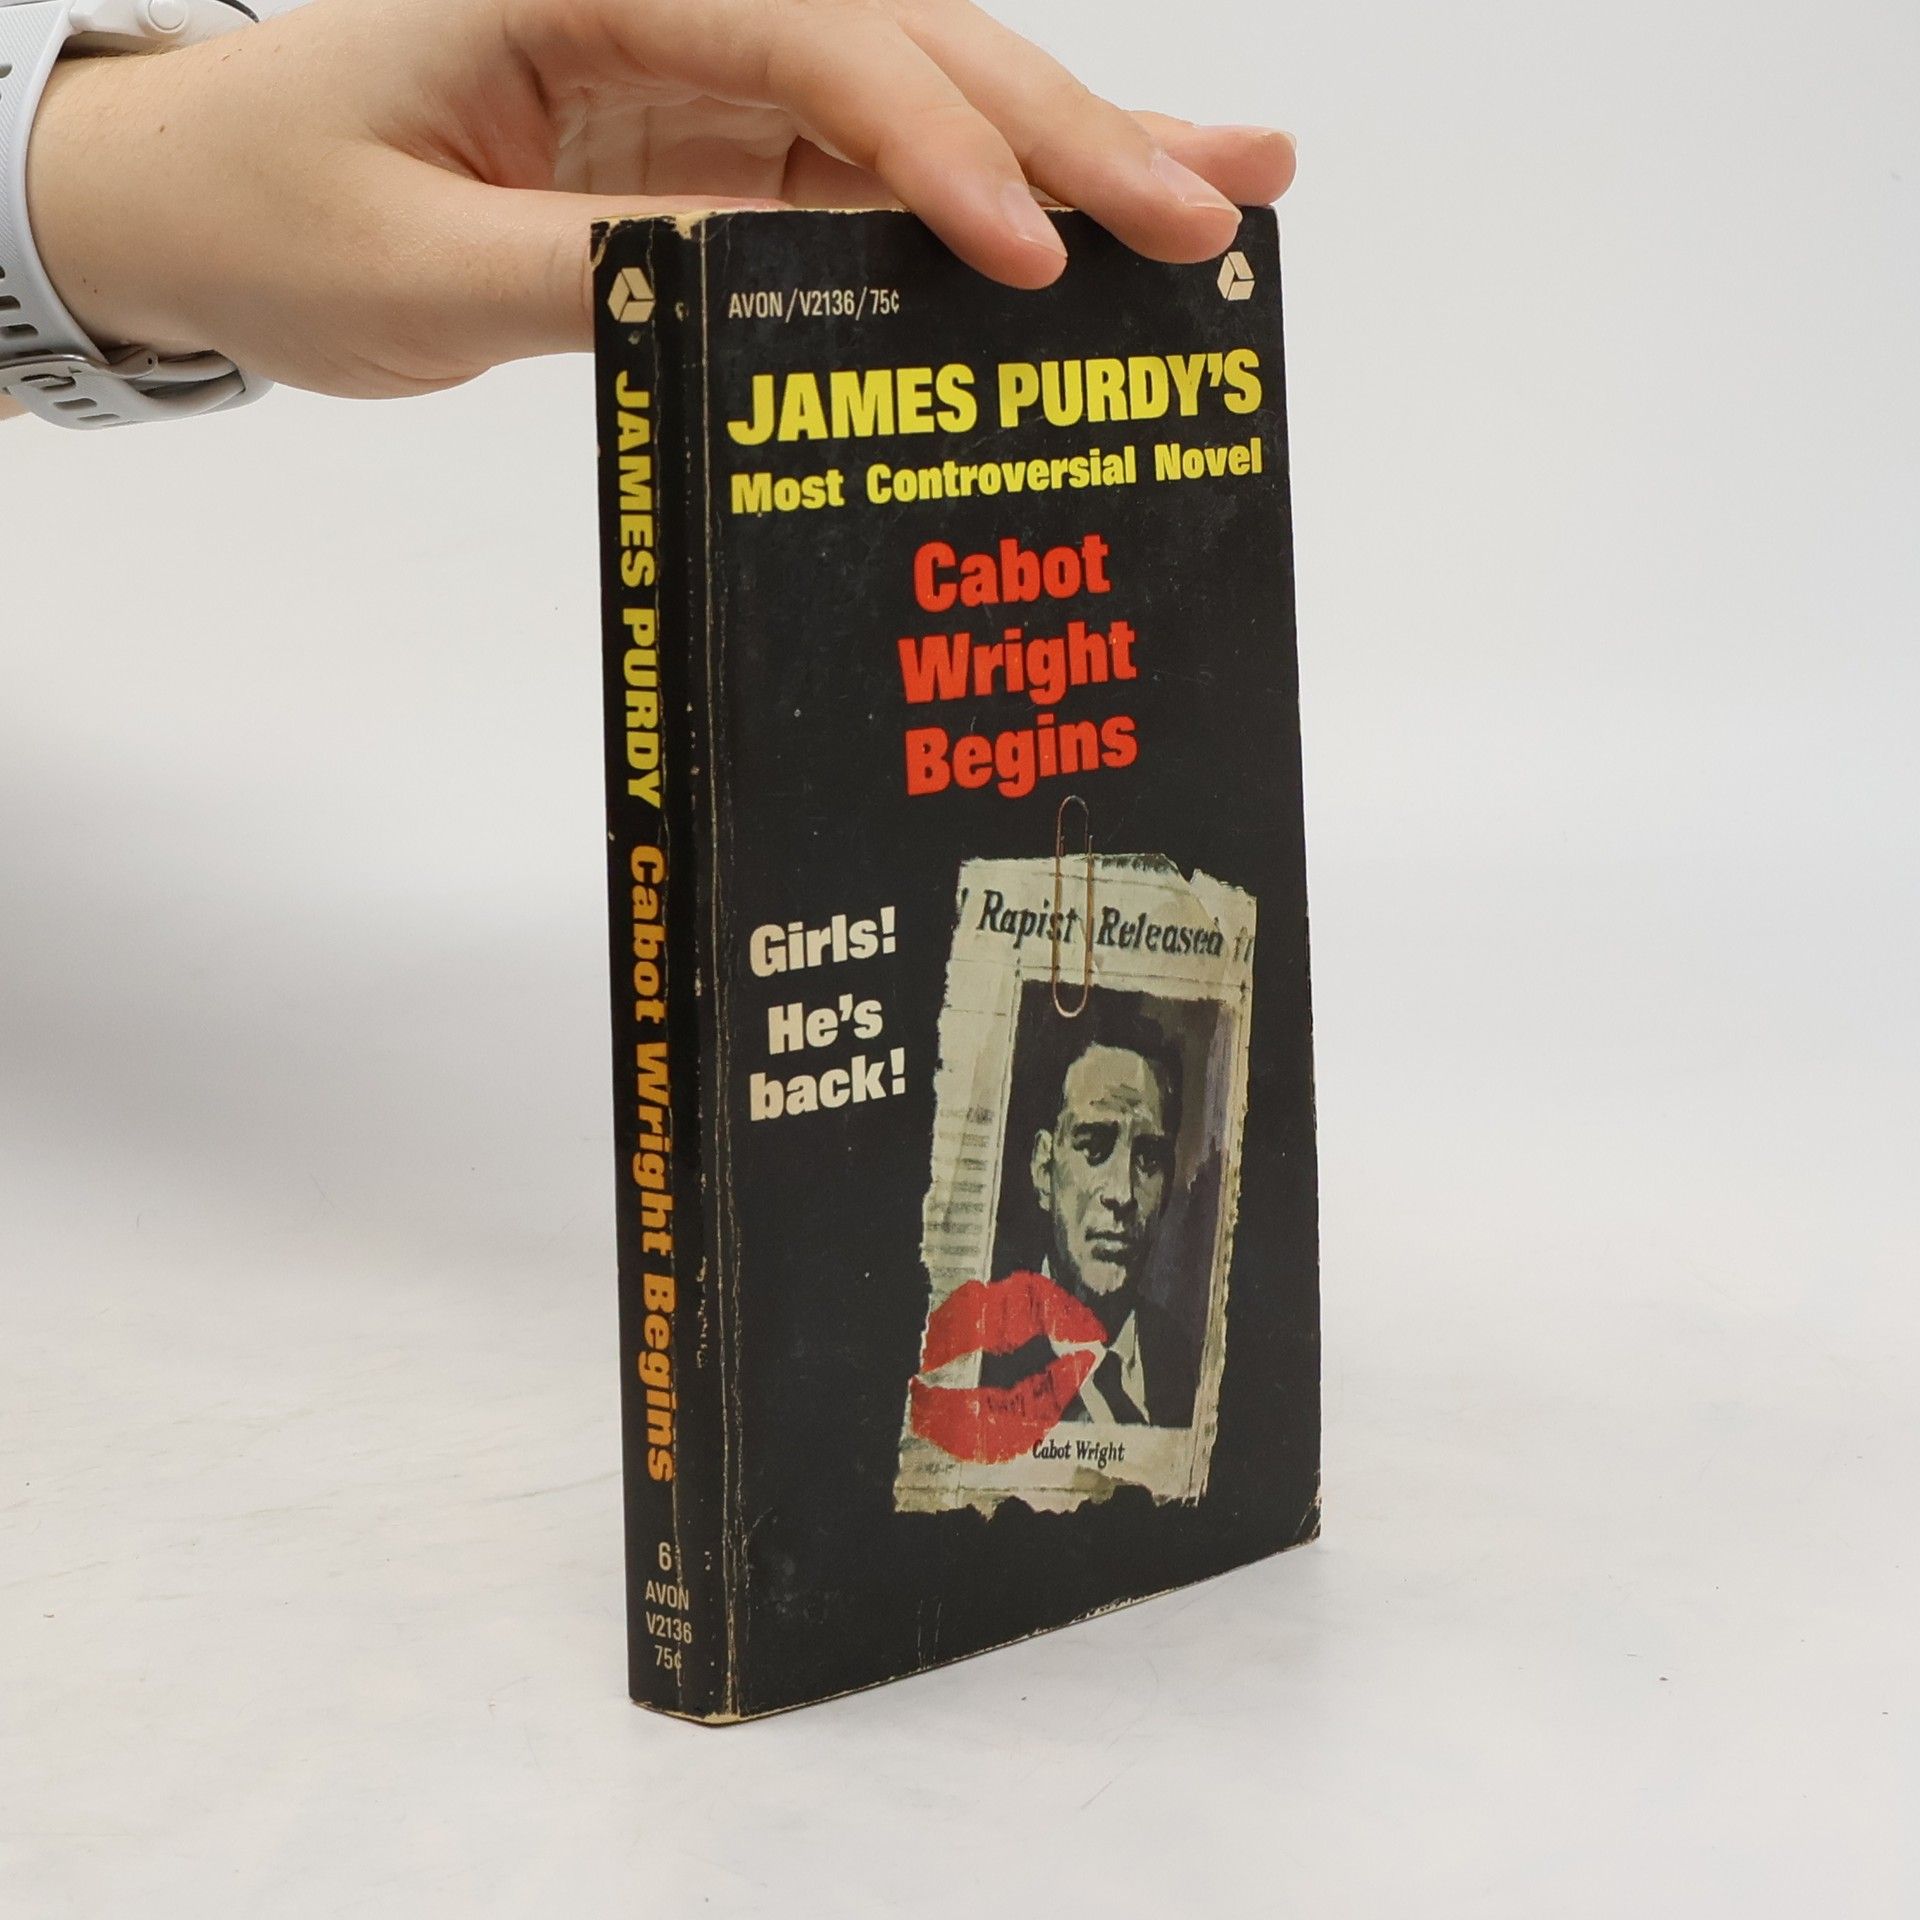 AVON/V2136/75¢
JAMES PURDY'S
Most Controversial Novel
Cabot
Wright
Begins
Girls!
He's
back!
Rapist Released
Cabot Wright
JAMES PURDY Cabot Wright Begins
6
AVON
V2136
75¢